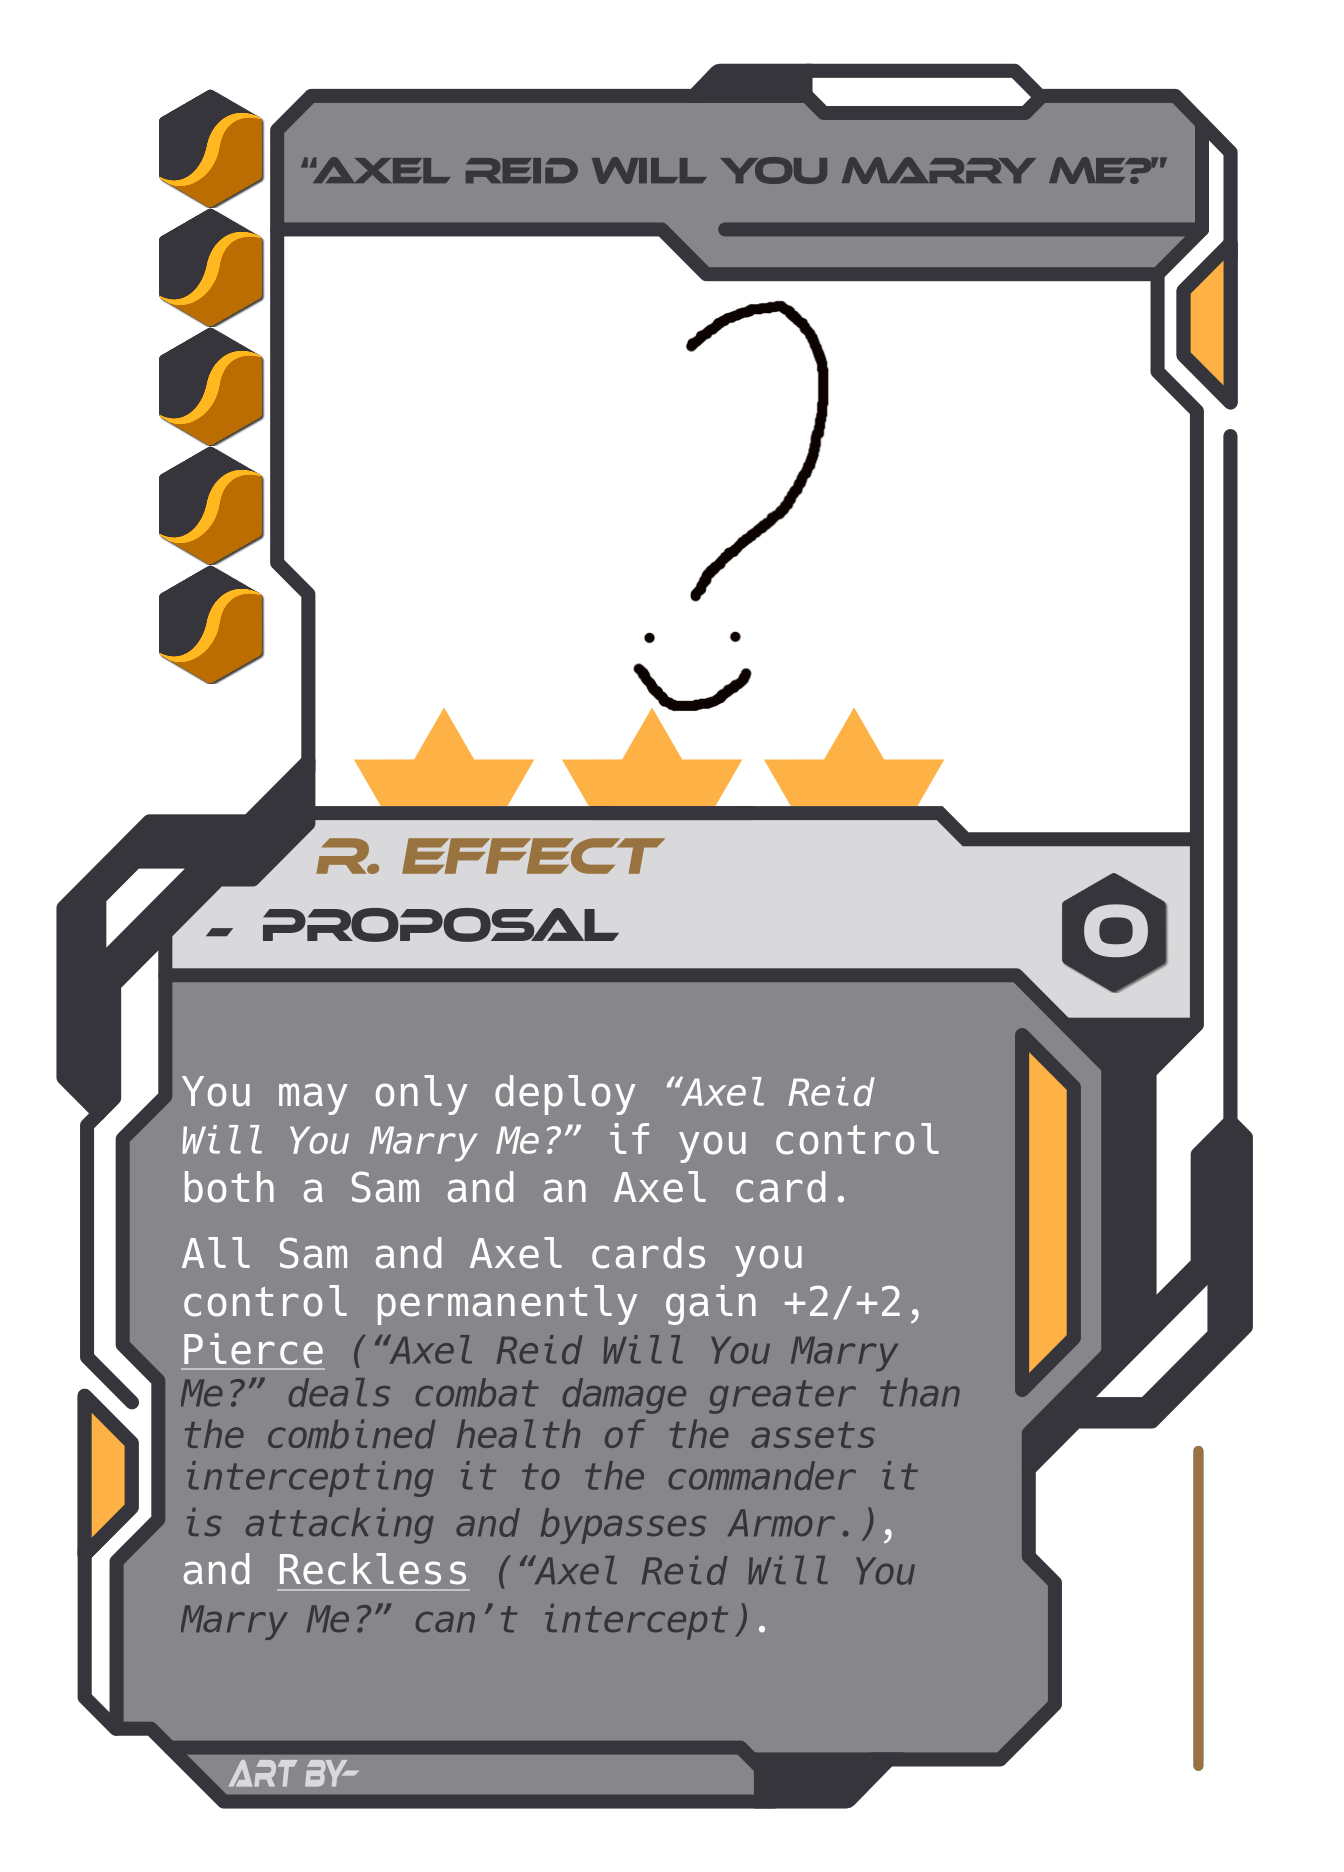 “AXEL REID WILL YOU MARRY ME?”
R. EFFECT
- PROPOSAL
0
You may only deploy “Axel Reid
Will You Marry Me?” if you control
both a Sam and an Axel card.
All Sam and Axel cards you
control permanently gain +2/+2,
Pierce (“Axel Reid Will You Marry
Me?” deals combat damage greater than
the combined health of the assets
intercepting it to the commander it
is attacking and bypasses Armor.),
and Reckless (“Axel Reid Will You
Marry Me?” can’t intercept).
ART BY-